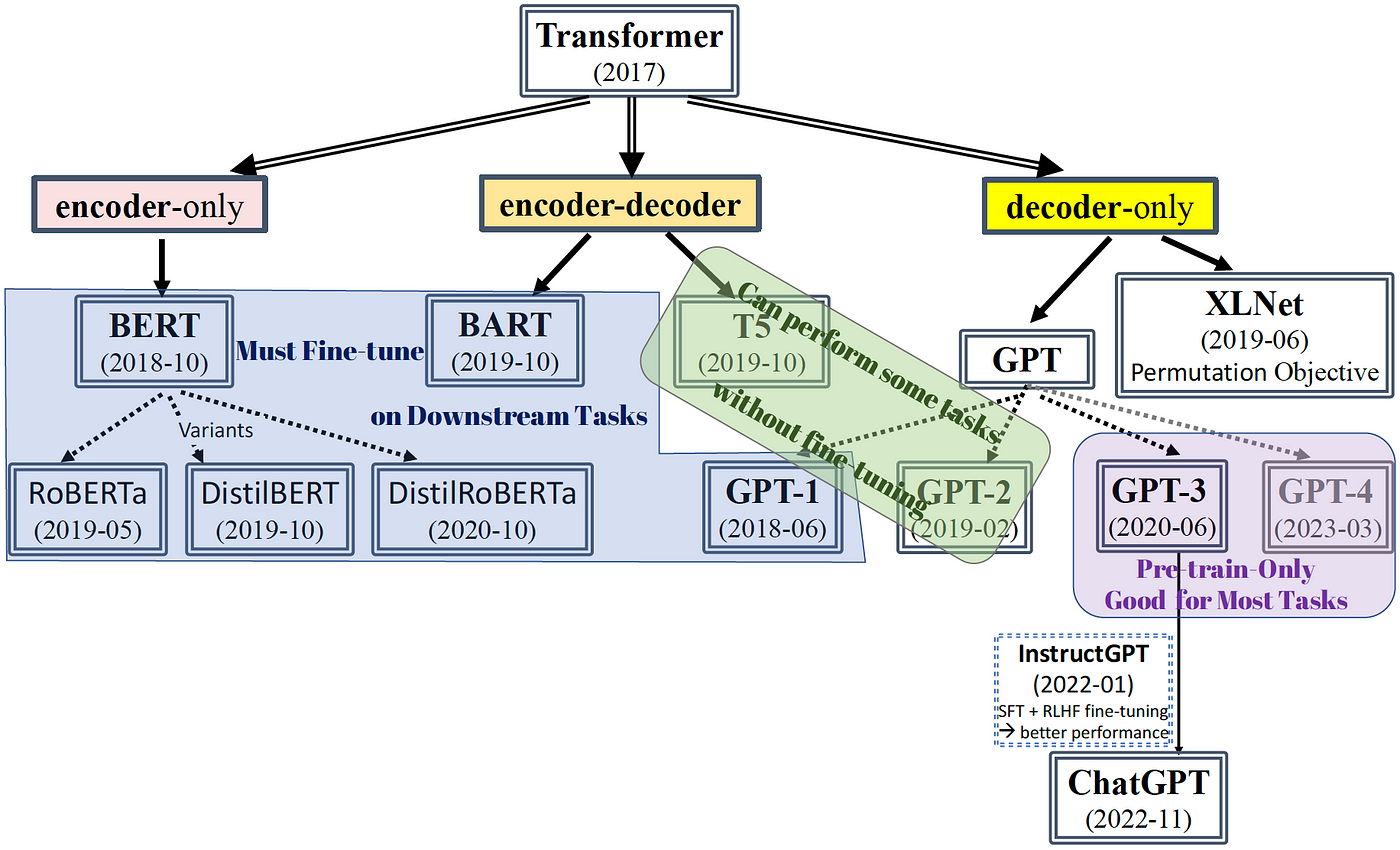 Transformer
(2017)
encoder-only
encoder-decoder
decoder-only
BERT
(2018-10)
Must Fine-tune
on Downstream Tasks
BART
(2019-10)
T5
(2019-10)
Can perform some tasks
without fine-tuning
GPT
XLNet
(2019-06)
Permutation Objective
Variants
RoBERTa
(2019-05)
DistilBERT
(2019-10)
DistilRoBERTa
(2020-10)
GPT-1
(2018-06)
GPT-2
(2019-02)
GPT-3
(2020-06)
GPT-4
(2023-03)
Pre-train-Only
Good for Most Tasks
InstructGPT
(2022-01)
SFT + RLHF fine-tuning
→ better performance
ChatGPT
(2022-11)